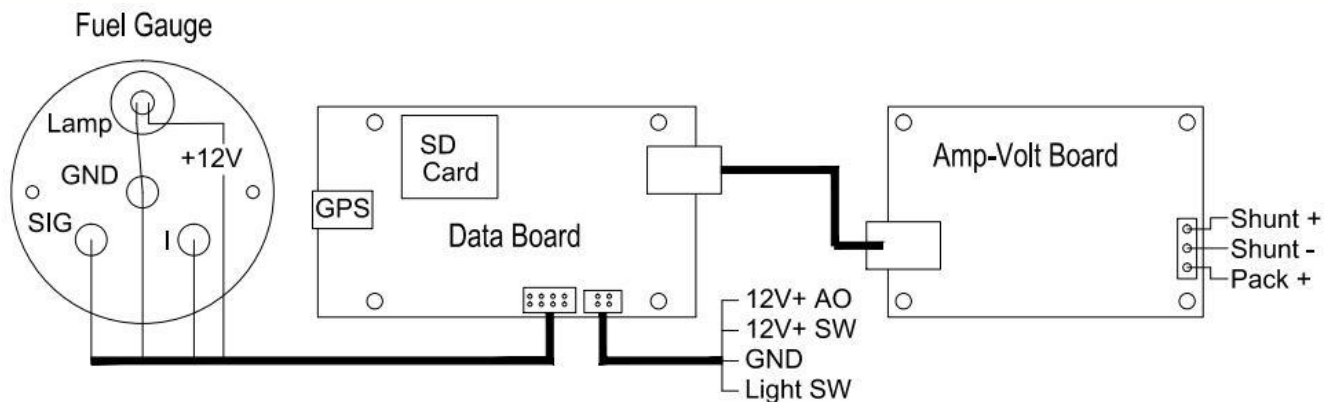 Fuel Gauge
Lamp
+12V
GND
SIG
I
SD
Card
GPS
Data Board
12V+ AO
12V+ SW
GND
Light SW
Amp-Volt Board
Shunt +
Shunt -
Pack +